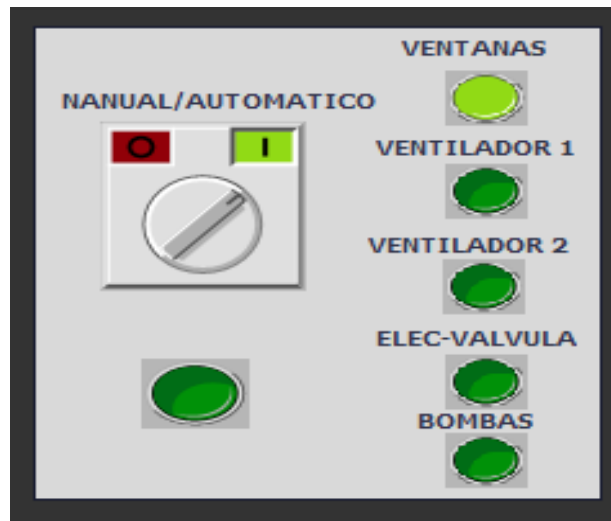 VENTANAS
NANUAL/AUTOMATICO
O I
VENTILADOR 1
VENTILADOR 2
ELEC-VALVULA
BOMBAS